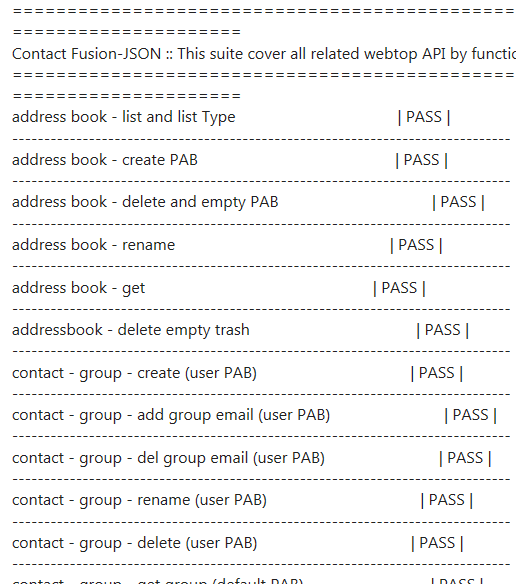 ==============================================
=====================
Contact Fusion-JSON :: This suite cover all related webtop API by
==============================================
=====================
address book - list and list Type | PASS |
------------------------------------------------------------------------------
address book - create PAB | PASS |
------------------------------------------------------------------------------
address book - delete and empty PAB | PASS |
------------------------------------------------------------------------------
address book - rename | PASS |
------------------------------------------------------------------------------
address book - get | PASS |
------------------------------------------------------------------------------
addressbook - delete empty trash | PASS |
------------------------------------------------------------------------------
contact - group - create (user PAB) | PASS |
------------------------------------------------------------------------------
contact - group - add group email (user PAB) | PASS |
------------------------------------------------------------------------------
contact - group - del group email (user PAB) | PASS |
------------------------------------------------------------------------------
contact - group - rename (user PAB) | PASS |
------------------------------------------------------------------------------
contact - group - delete (user PAB) | PASS |
------------------------------------------------------------------------------
contact - group - get group (default PAB) | PASS |